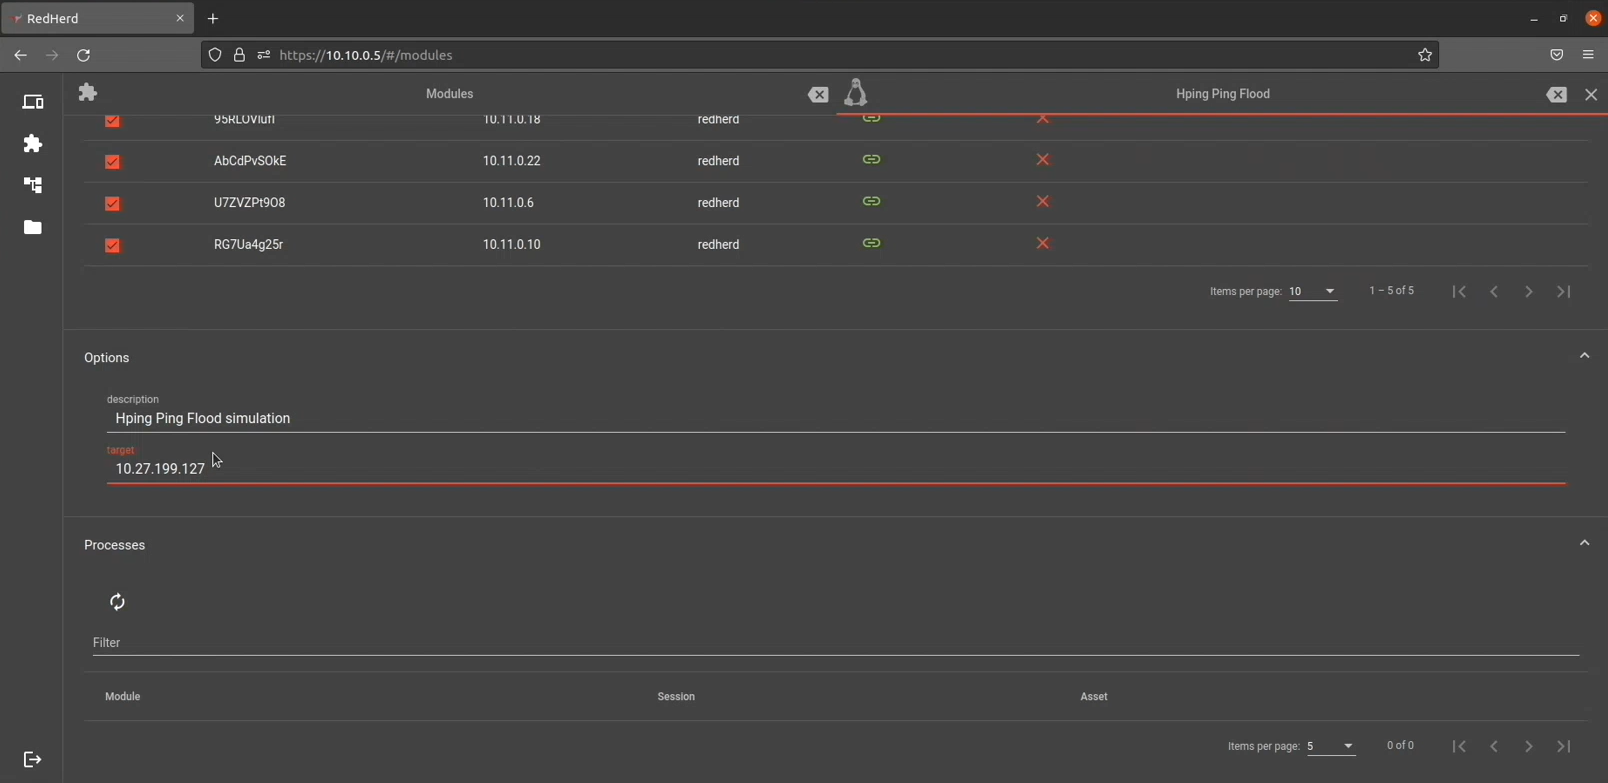 RedHerd
https://10.10.0.5/#/modules
Modules
Hping Ping Flood
10.11.0.18 redherd
AbCdPvSOkE 10.11.0.22 redherd
U7ZVZPt9O8 10.11.0.6 redherd
RG7Ua4g25r 10.11.0.10 redherd
Items per page: 10 1 – 5 of 5
Options
description
Hping Ping Flood simulation
target
10.27.199.127
Processes
Filter
Module Session Asset
Items per page: 5 0 of 0